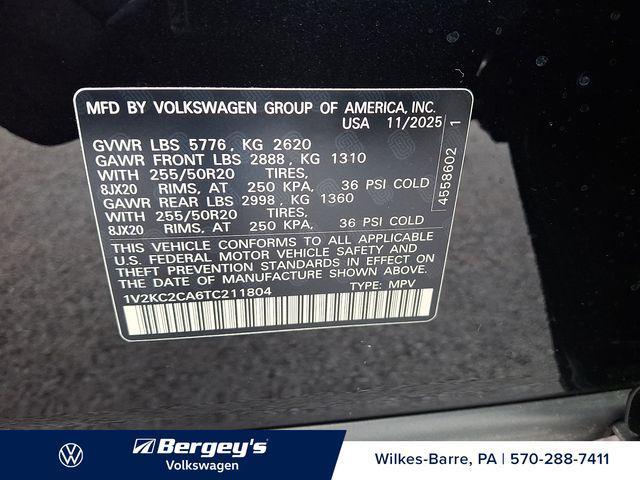 MFD BY VOLKSWAGEN GROUP OF AMERICA, INC.
USA 11/2025
GVWR LBS 5776, KG 2620
GAWR FRONT LBS 2888, KG 1310
WITH 255/50R20 TIRES,
8JX20 RIMS, AT 250 KPA, 36 PSI COLD
GAWR REAR LBS 2998, KG 1360
WITH 255/50R20 TIRES,
8JX20 RIMS, AT 250 KPA, 36 PSI COLD
THIS VEHICLE CONFORMS TO ALL APPLICABLE
U.S. FEDERAL MOTOR VEHICLE SAFETY AND
THEFT PREVENTION STANDARDS IN EFFECT ON
THE DATE OF MANUFACTURE SHOWN ABOVE.
1V2KC2CA6TC211804 TYPE: MPV
4558602 1
Bergey's
Volkswagen
Wilkes-Barre, PA | 570-288-7411